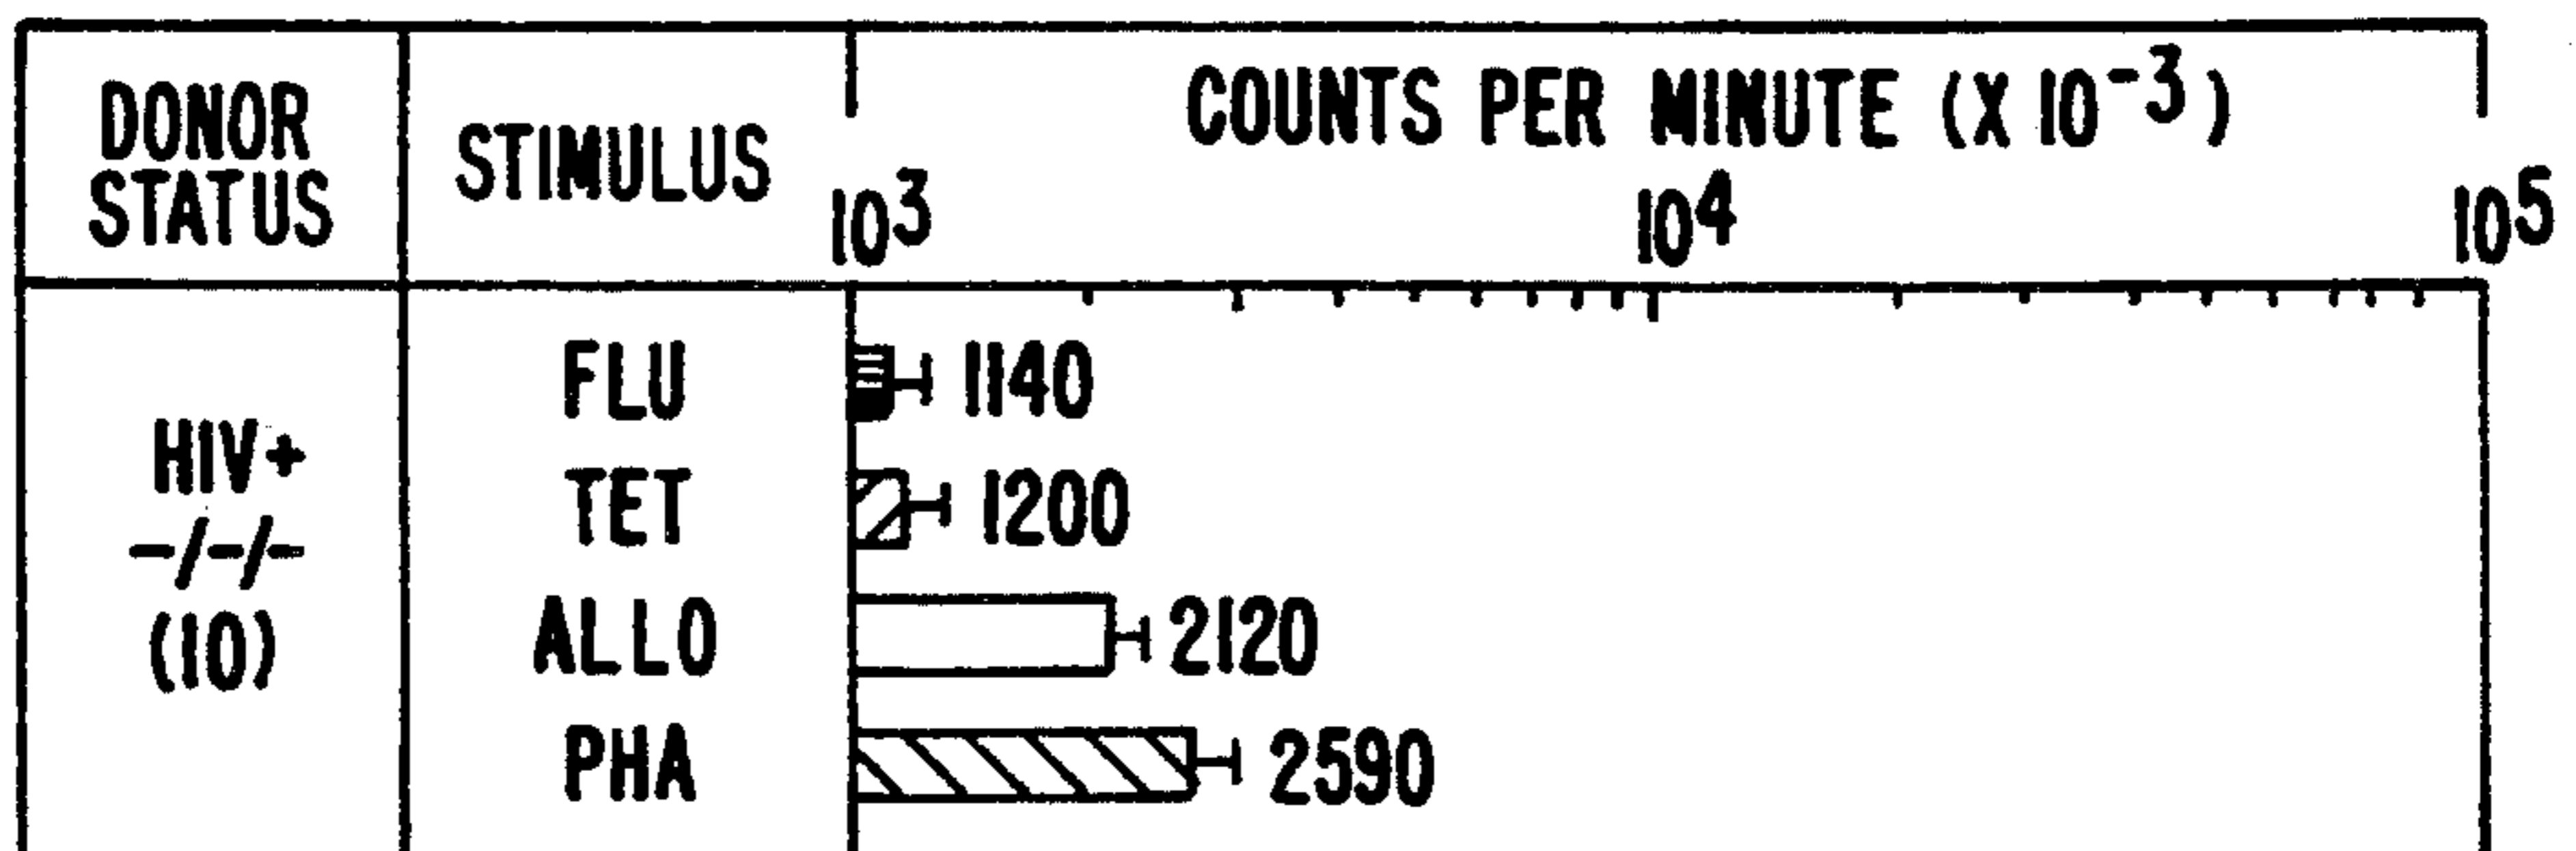 DONOR
STATUS
STIMULUS
COUNTS PER MINUTE (X 10⁻³)
10³ 10⁴ 10⁵
HIV+
-/-/-
(10)
FLU 1140
TET 1200
ALLO 2120
PHA 2590